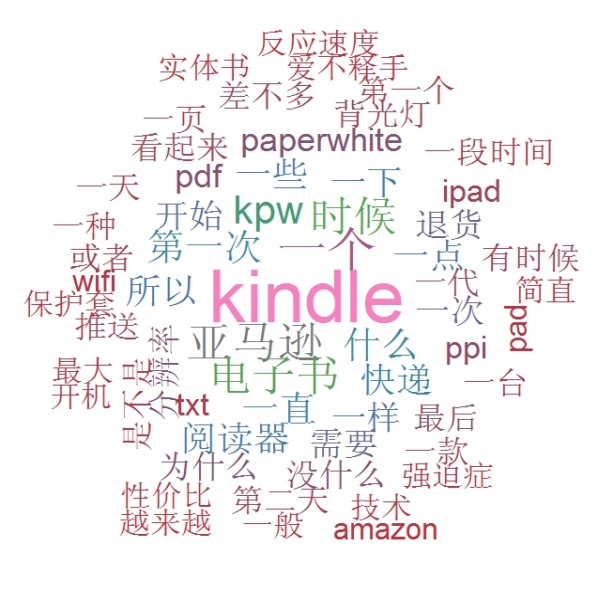 反应速度
实体书
爱不释手
差不多
第一个
一页
背光灯
看起来
paperwhite
一段时间
pdf
一些
一下
ipad
一天
开始
kpw
时候
退货
一种
第一次
一个
一点
有时候
或者
wifi
所以
kindle
一代
简直
保护套
一次
推送
亚马逊
什么
ppi
pad
是不是
分辨率
最大
电子书
快递
一台
开机
txt
一直
一样
最后
阅读器
需要
一款
为什么
没什么
强迫症
性价比
第二天
技术
越来越
一般
amazon